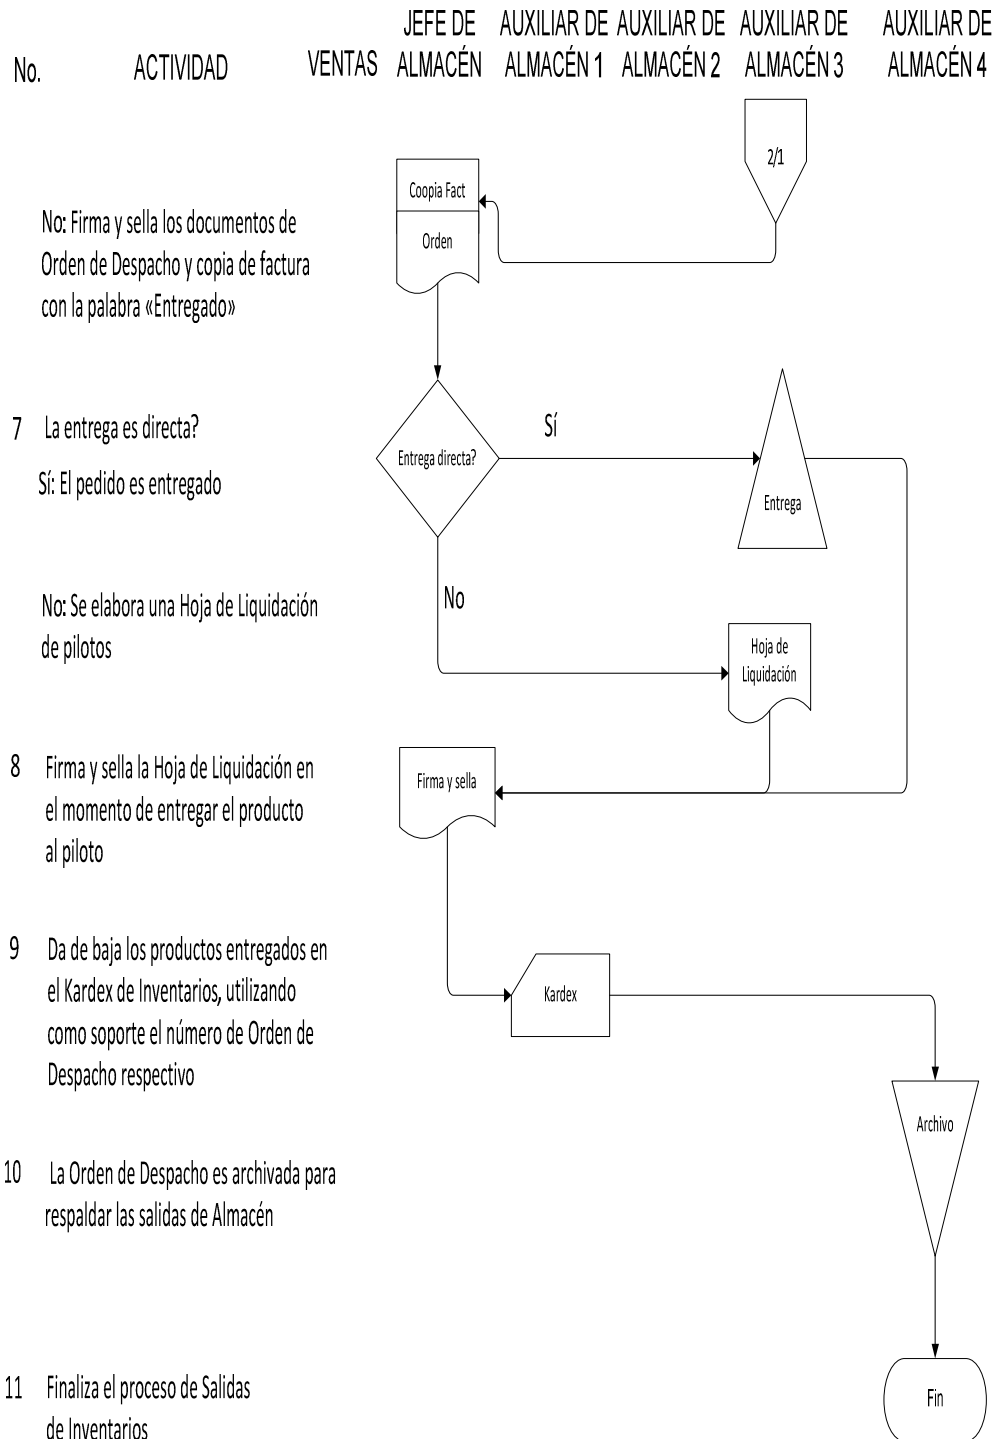 No.
ACTIVIDAD
VENTAS
JEFE DE
ALMACÉN
AUXILIAR DE
ALMACÉN 1
AUXILIAR DE
ALMACÉN 2
AUXILIAR DE
ALMACÉN 3
AUXILIAR DE
ALMACÉN 4
2/1
Coopia Fact
Orden
No: Firma y sella los documentos de
Orden de Despacho y copia de factura
con la palabra «Entregado»
7 La entrega es directa?
Sí: El pedido es entregado
Entrega directa?
Sí
Entrega
No
No: Se elabora una Hoja de Liquidación
de pilotos
Hoja de
Liquidación
8 Firma y sella la Hoja de Liquidación en
el momento de entregar el producto
al piloto
Firma y sella
9 Da de baja los productos entregados en
el Kardex de Inventarios, utilizando
como soporte el número de Orden de
Despacho respectivo
Kardex
Archivo
10 La Orden de Despacho es archivada para
respaldar las salidas de Almacén
11 Finaliza el proceso de Salidas
de Inventarios
Fin